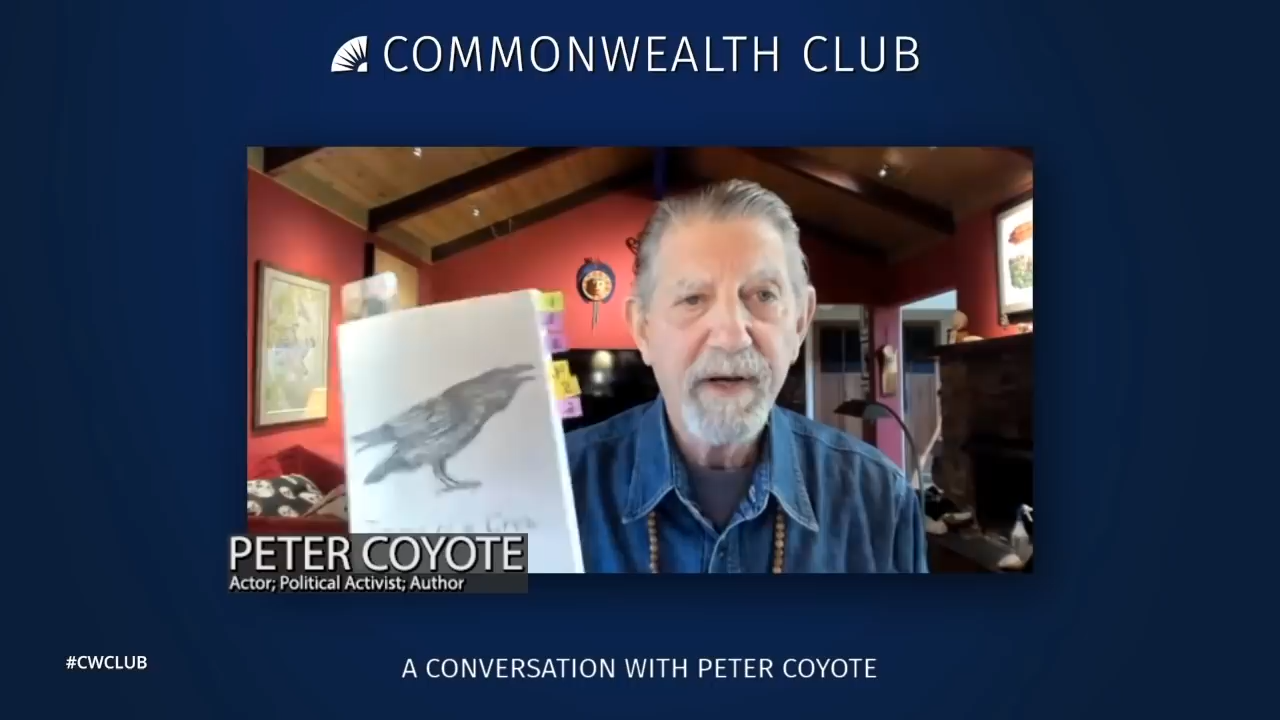 COMMONWEALTH CLUB
PETER COYOTE
Actor; Political Activist; Author
#CWCLUB
A CONVERSATION WITH PETER COYOTE